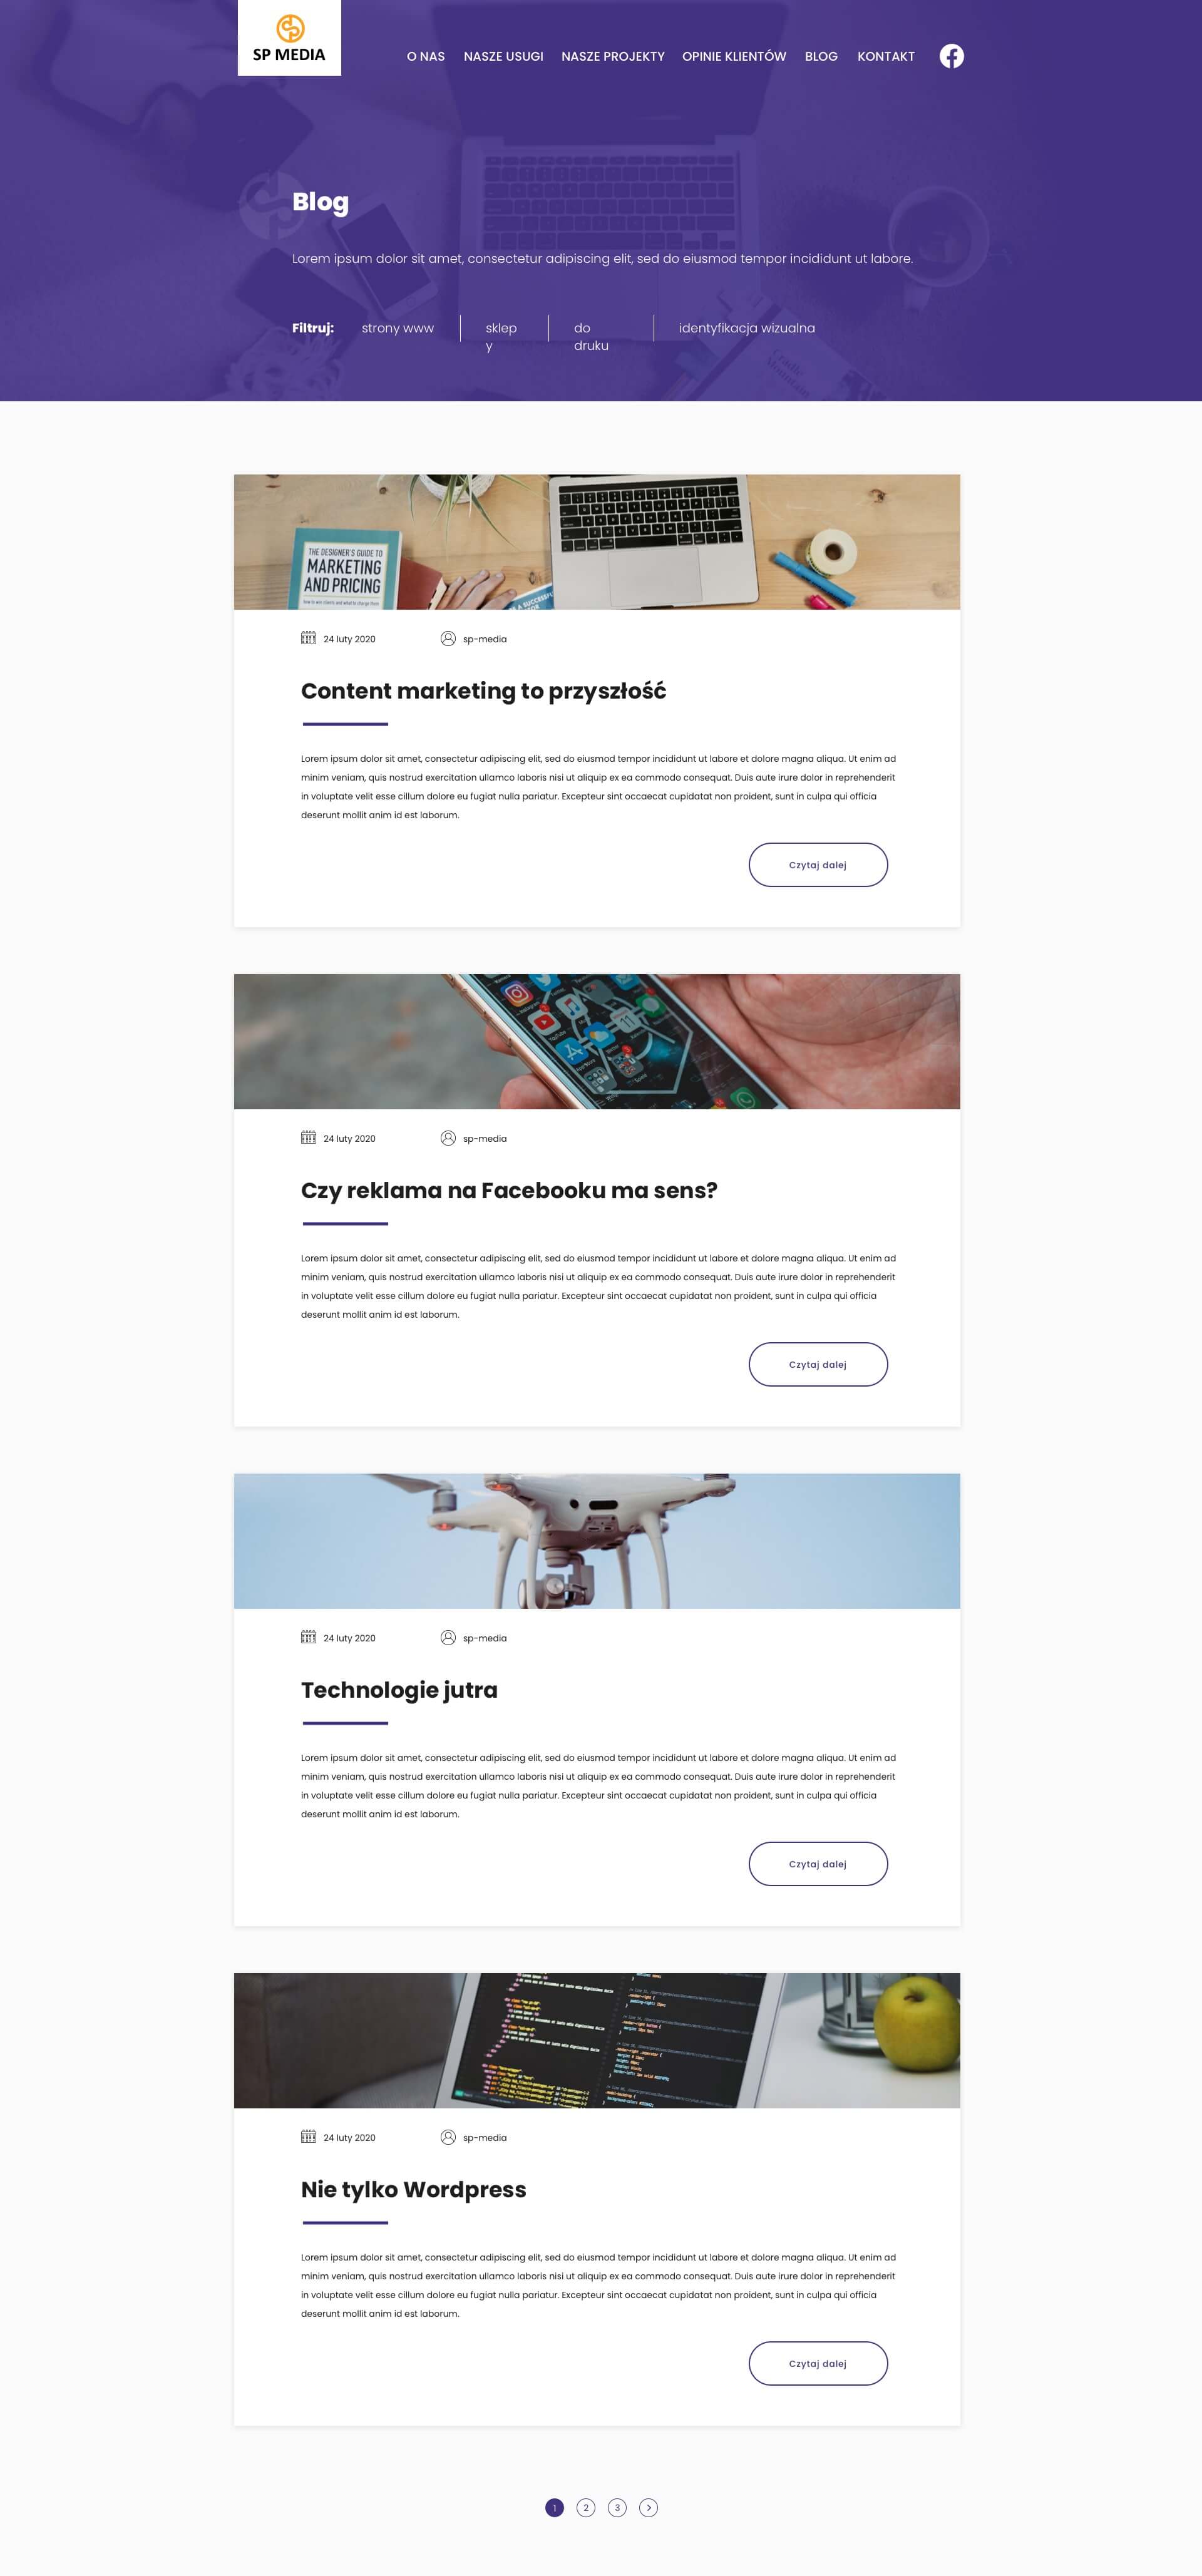 SP MEDIA
O NAS NASZE USUGI NASZE PROJEKTY OPINIE KLIENTÓW BLOG KONTAKT
Blog
Lorem ipsum dolor sit amet, consectetur adipiscing elit, sed do eiusmod tempor incididunt ut labore.
Filtruj: strony www sklep do identyfikacja wizualna
y druku
THE DESIGNER'S GUIDE TO
MARKETING
AND PRICING
24 luty 2020 sp-media
Content marketing to przyszłość
Lorem ipsum dolor sit amet, consectetur adipiscing elit, sed do eiusmod tempor incididunt ut labore et dolore magna aliqua. Ut enim ad
minim veniam, quis nostrud exercitation ullamco laboris nisi ut aliquip ex ea commodo consequat. Duis aute irure dolor in reprehenderit
in voluptate velit esse cillum dolore eu fugiat nulla pariatur. Excepteur sint occaecat cupidatat non proident, sunt in culpa qui officia
deserunt mollit anim id est laborum.
Czytaj dalej
24 luty 2020 sp-media
Czy reklama na Facebooku ma sens?
Lorem ipsum dolor sit amet, consectetur adipiscing elit, sed do eiusmod tempor incididunt ut labore et dolore magna aliqua. Ut enim ad
minim veniam, quis nostrud exercitation ullamco laboris nisi ut aliquip ex ea commodo consequat. Duis aute irure dolor in reprehenderit
in voluptate velit esse cillum dolore eu fugiat nulla pariatur. Excepteur sint occaecat cupidatat non proident, sunt in culpa qui officia
deserunt mollit anim id est laborum.
Czytaj dalej
24 luty 2020 sp-media
Technologie jutra
Lorem ipsum dolor sit amet, consectetur adipiscing elit, sed do eiusmod tempor incididunt ut labore et dolore magna aliqua. Ut enim ad
minim veniam, quis nostrud exercitation ullamco laboris nisi ut aliquip ex ea commodo consequat. Duis aute irure dolor in reprehenderit
in voluptate velit esse cillum dolore eu fugiat nulla pariatur. Excepteur sint occaecat cupidatat non proident, sunt in culpa qui officia
deserunt mollit anim id est laborum.
Czytaj dalej
24 luty 2020 sp-media
Nie tylko Wordpress
Lorem ipsum dolor sit amet, consectetur adipiscing elit, sed do eiusmod tempor incididunt ut labore et dolore magna aliqua. Ut enim ad
minim veniam, quis nostrud exercitation ullamco laboris nisi ut aliquip ex ea commodo consequat. Duis aute irure dolor in reprehenderit
in voluptate velit esse cillum dolore eu fugiat nulla pariatur. Excepteur sint occaecat cupidatat non proident, sunt in culpa qui officia
deserunt mollit anim id est laborum.
Czytaj dalej
1 2 3